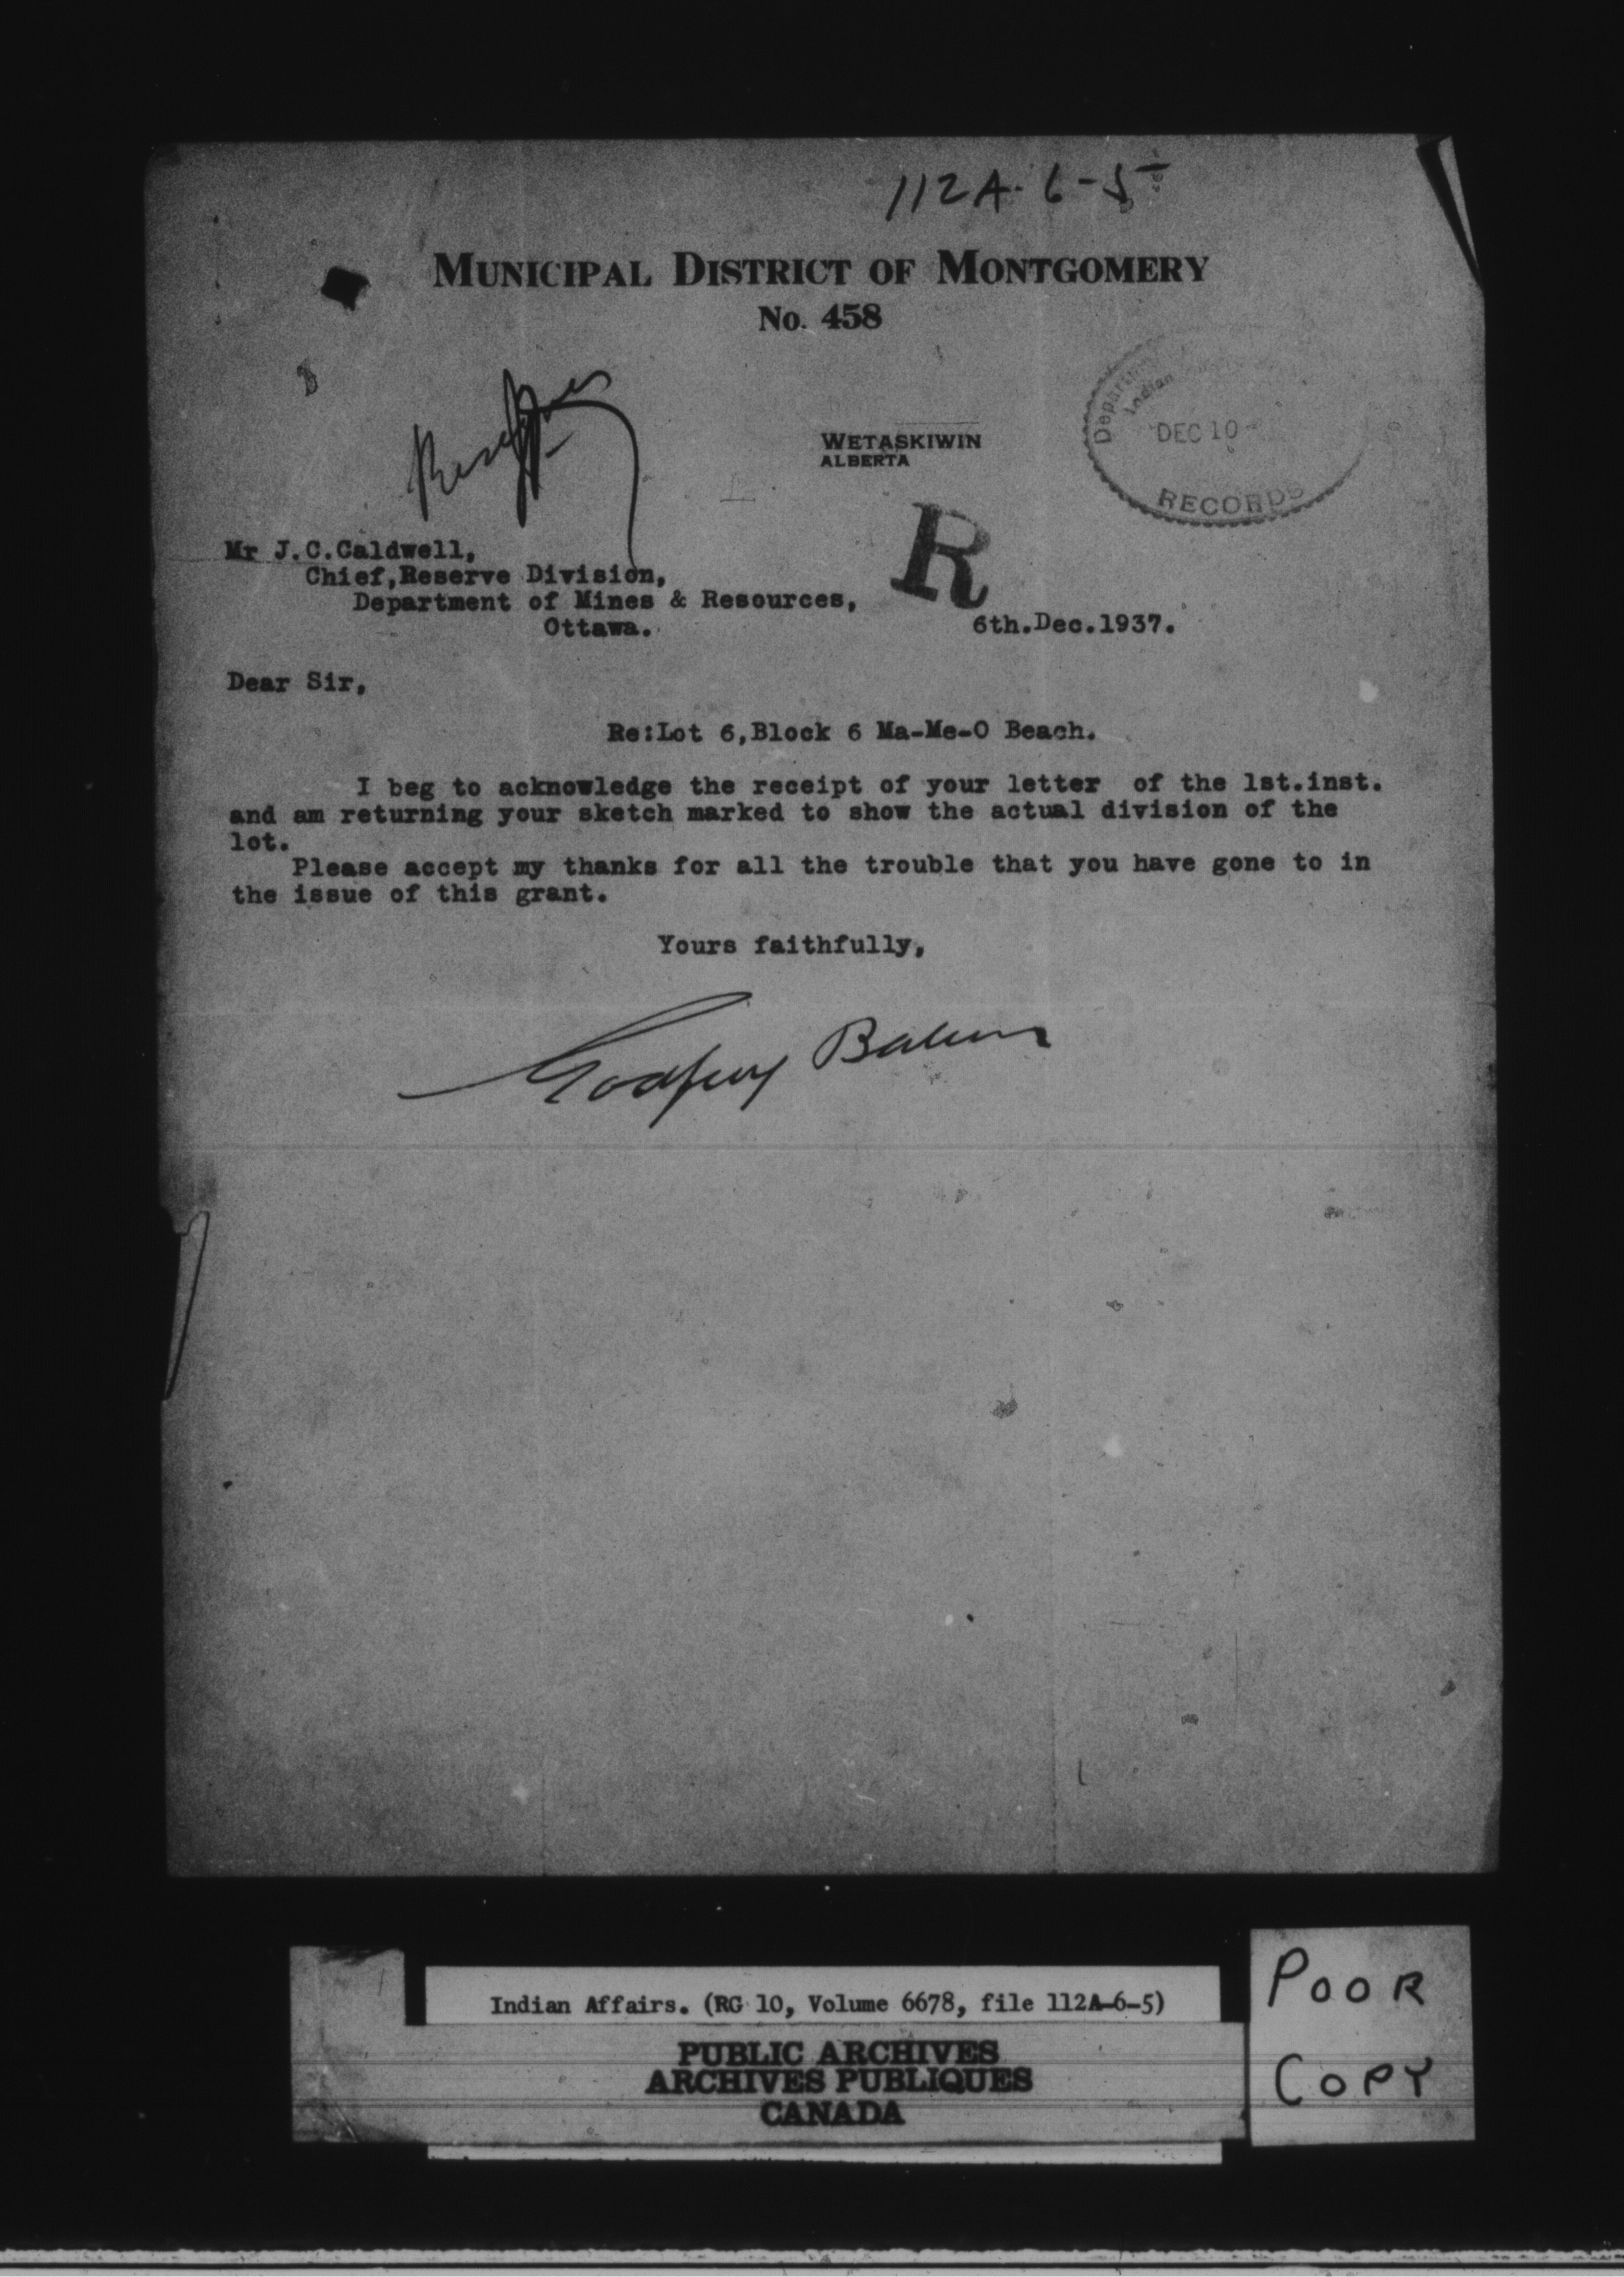 112A-6-5
MUNICIPAL DISTRICT OF MONTGOMERY
No. 458
WETASKIWIN
ALBERTA
Department
Indian
DEC 10
RECORDS
R
Mr J.C.Caldwell,
Chief,Reserve Division,
Department of Mines & Resources,
Ottawa.
6th.Dec.1937.
Dear Sir,
Re:Lot 6,Block 6 Ma-Me-O Beach.
I beg to acknowledge the receipt of your letter of the 1st.inst.
and am returning your sketch marked to show the actual division of the
lot.
Please accept my thanks for all the trouble that you have gone to in
the issue of this grant.
Yours faithfully,
Godfrey
Indian Affairs. (RG 10, Volume 6678, file 112A-6-5)
PUBLIC ARCHIVES
ARCHIVES PUBLIQUES
CANADA
POOR
COPY